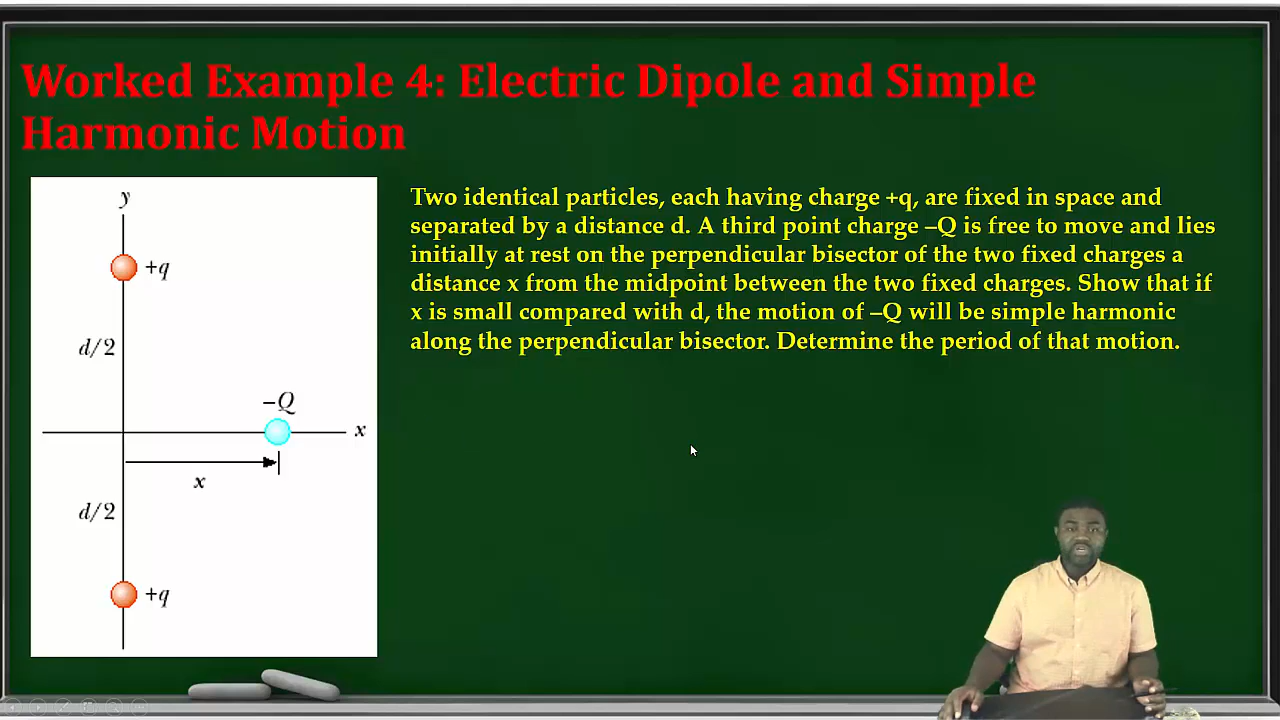 Worked Example 4: Electric Dipole and Simple
Harmonic Motion
y
+q
d/2
−Q
x
x
d/2
+q
Two identical particles, each having charge +q, are fixed in space and
separated by a distance d. A third point charge –Q is free to move and lies
initially at rest on the perpendicular bisector of the two fixed charges a
distance x from the midpoint between the two fixed charges. Show that if
x is small compared with d, the motion of –Q will be simple harmonic
along the perpendicular bisector. Determine the period of that motion.